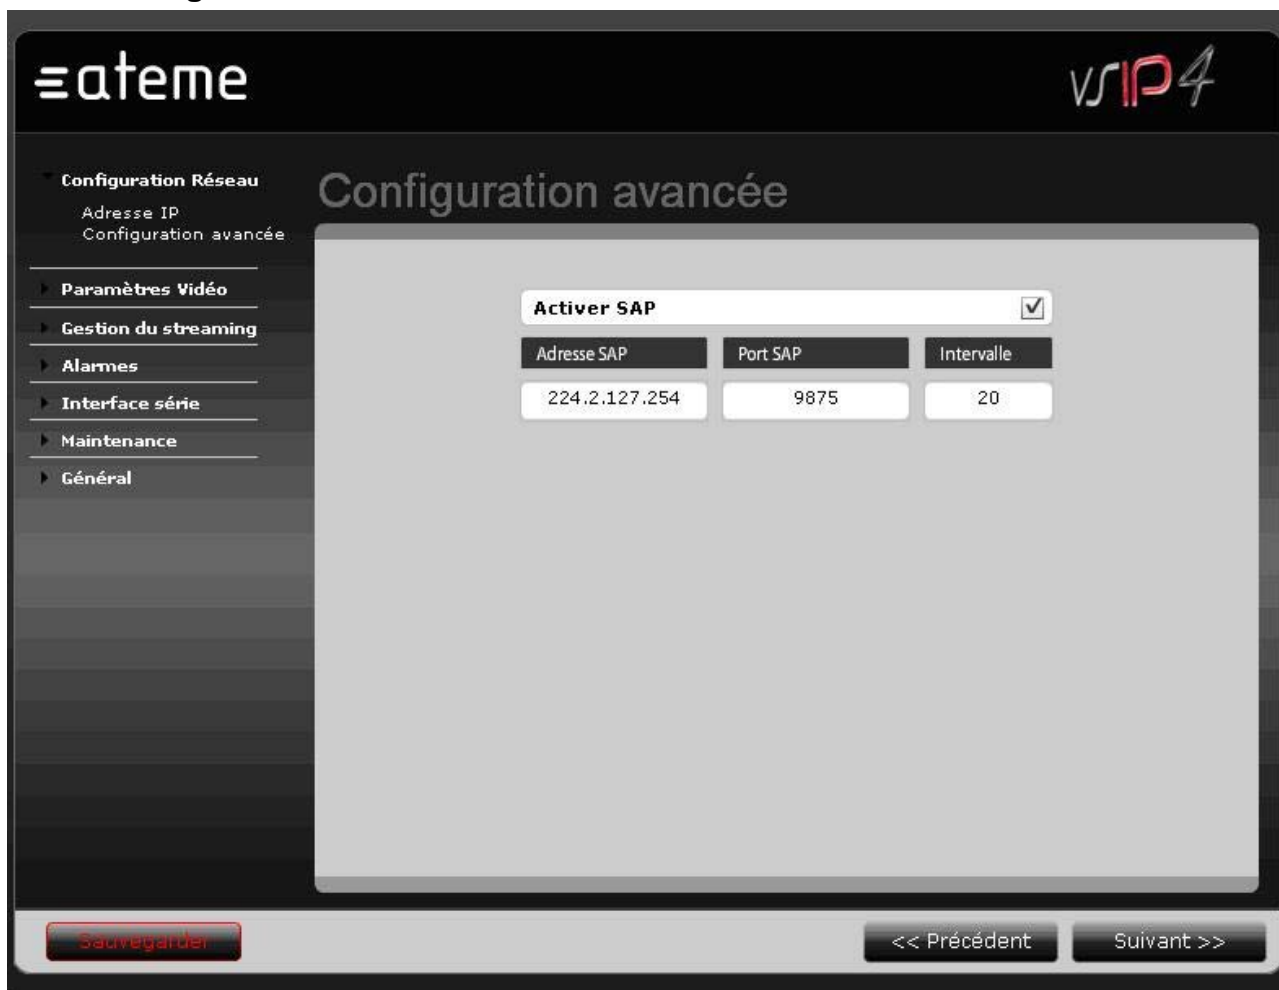 ateme
vsIP4
Configuration Réseau
Adresse IP
Configuration avancée
Paramètres Vidéo
Gestion du streaming
Alarmes
Interface série
Maintenance
Général
Configuration avancée
Activer SAP
Adresse SAP Port SAP Intervalle
224.2.127.254 9875 20
Sauvegarder
<< Précédent Suivant >>